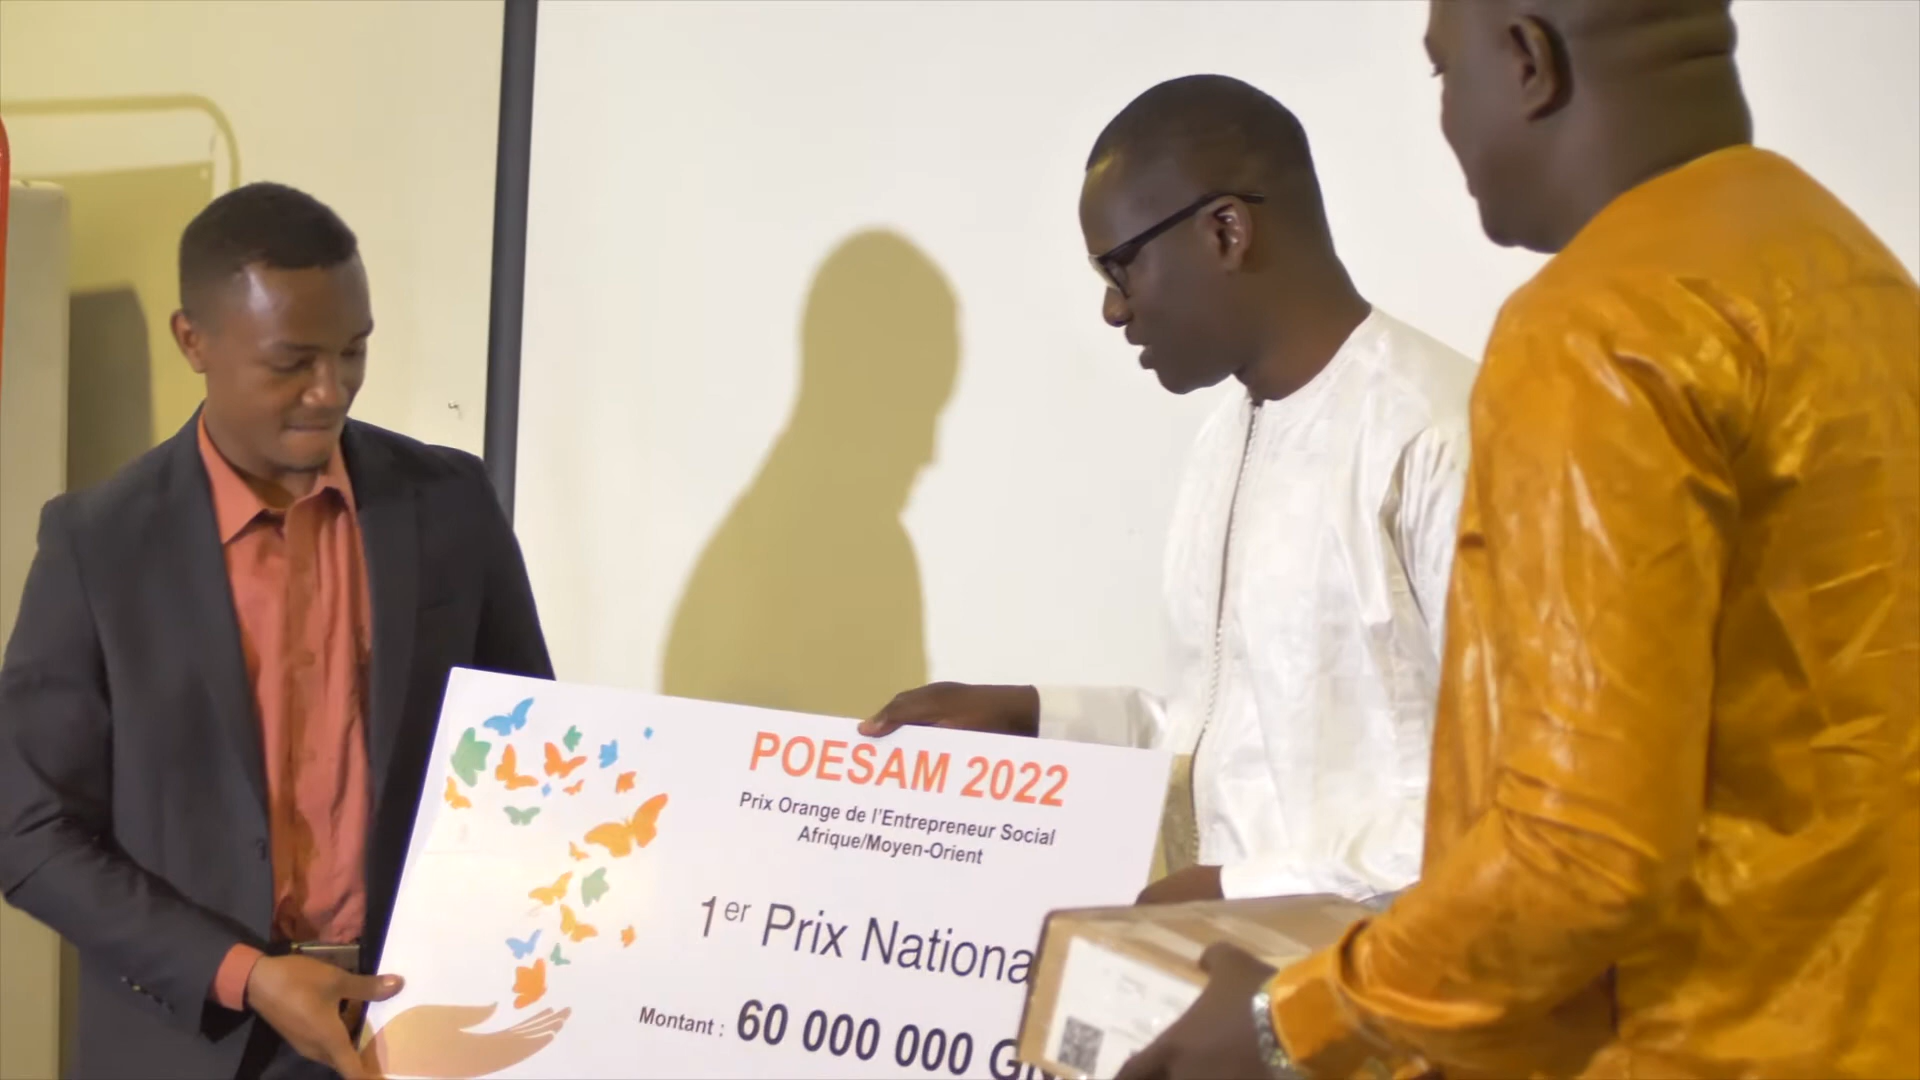 POESAM 2022
Prix Orange de l'Entrepreneur Social
Afrique/Moyen-Orient
1er Prix Nationa
Montant : 60 000 000 G